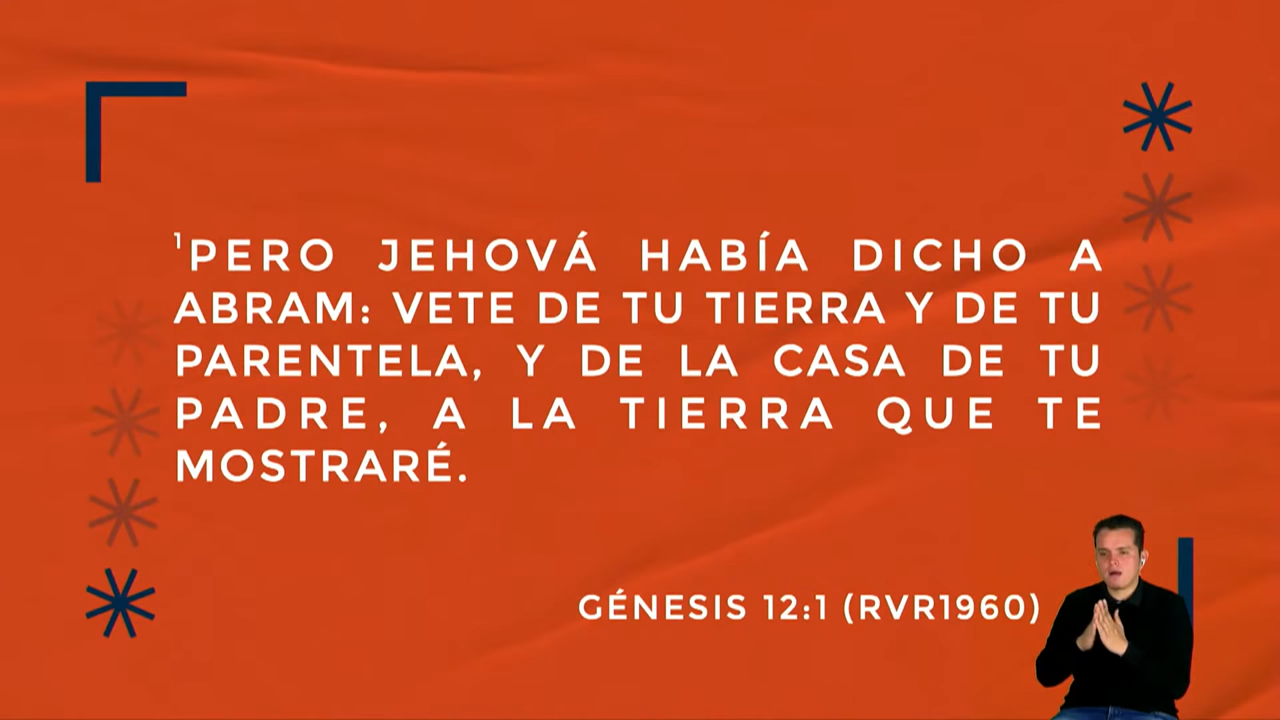 ¹PERO JEHOVÁ HABÍA DICHO A
ABRAM: VETE DE TU TIERRA Y DE TU
PARENTELA, Y DE LA CASA DE TU
PADRE, A LA TIERRA QUE TE
MOSTRARÉ.
GÉNESIS 12:1 (RVR1960)